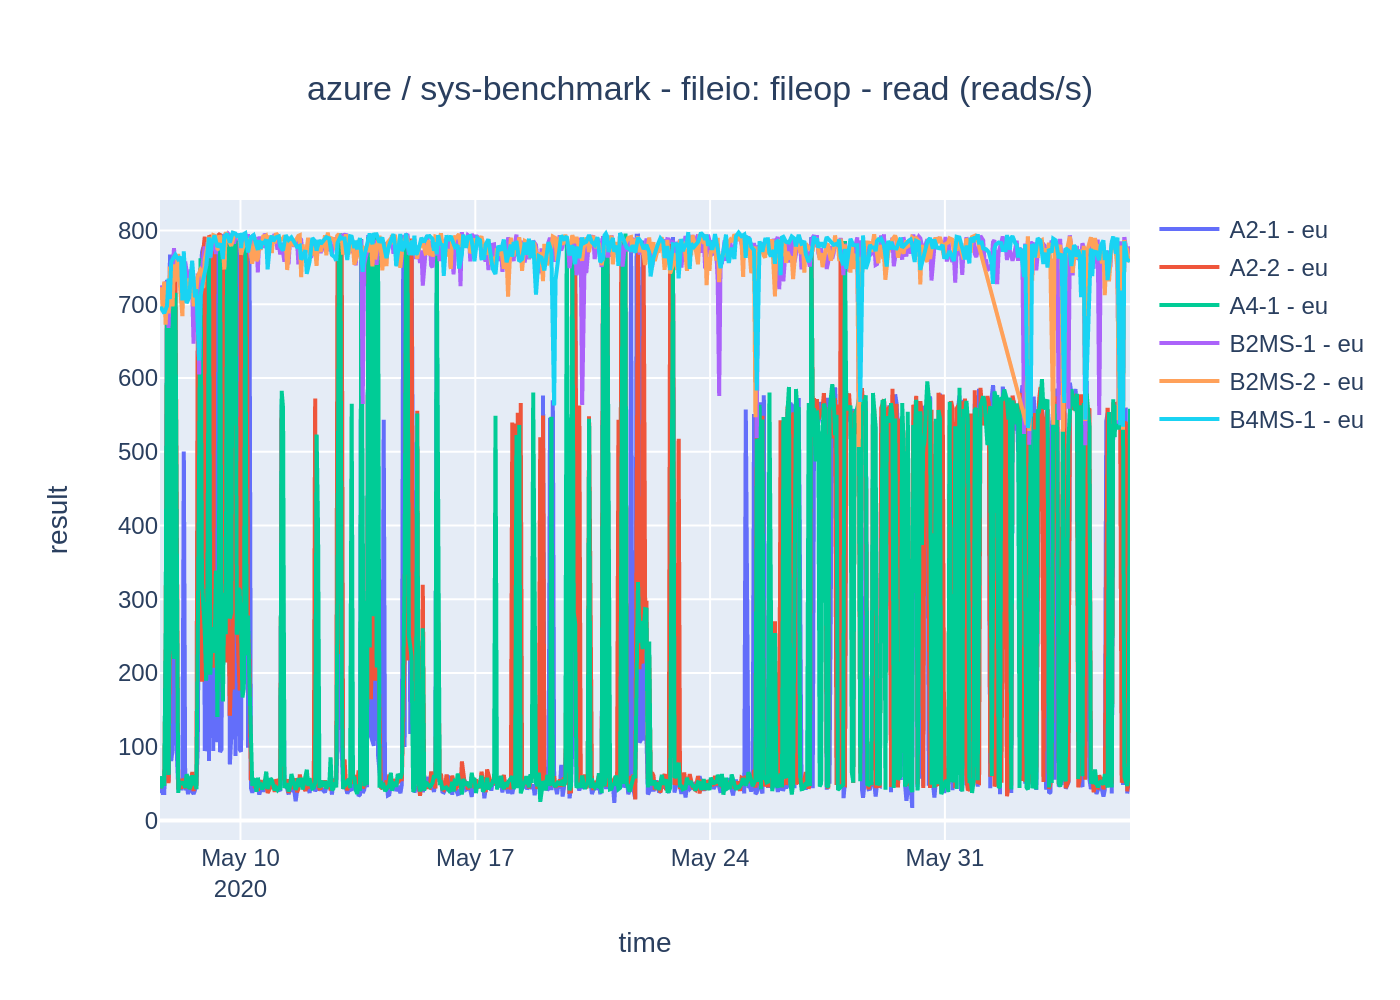 azure / sys-benchmark - fileio: fileop - read (reads/s)
800
700
600
500
400
300
200
100
0
result
May 10
2020
May 17
May 24
May 31
time
A2-1 - eu
A2-2 - eu
A4-1 - eu
B2MS-1 - eu
B2MS-2 - eu
B4MS-1 - eu